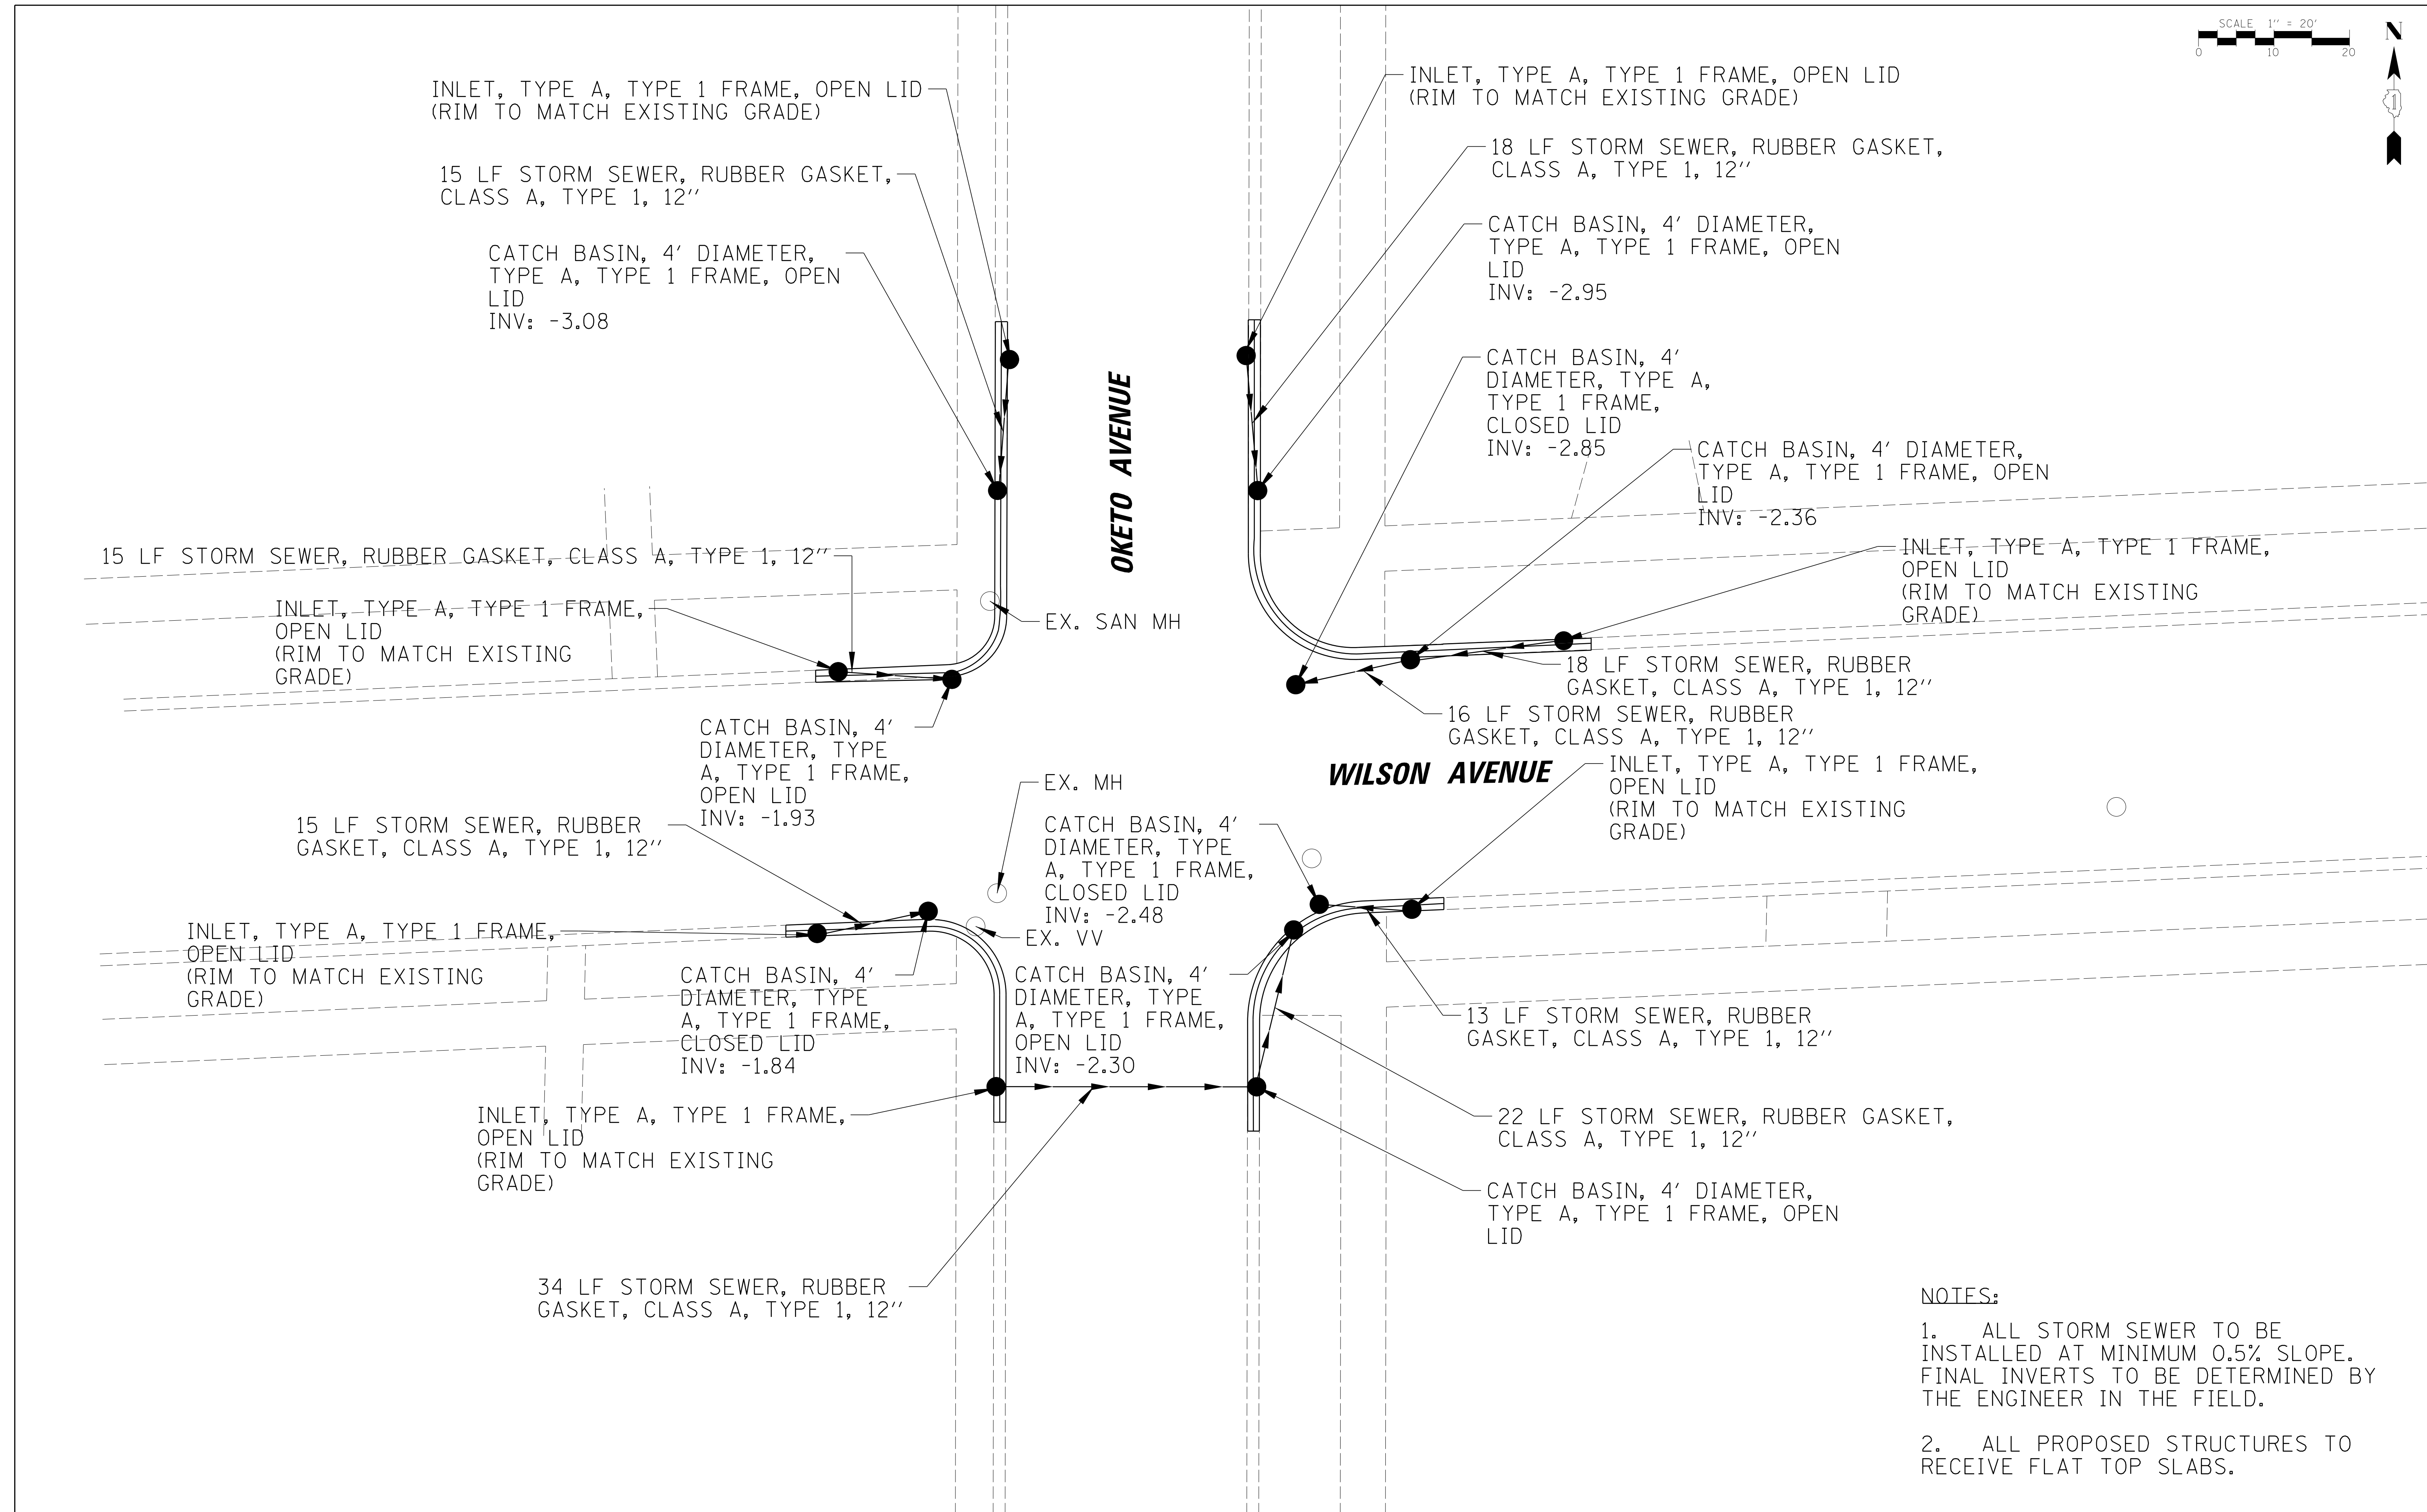 SCALE 1'' = 20'
0 10 20
N
1
INLET, TYPE A, TYPE 1 FRAME, OPEN LID
(RIM TO MATCH EXISTING GRADE)
15 LF STORM SEWER, RUBBER GASKET,
CLASS A, TYPE 1, 12''
CATCH BASIN, 4' DIAMETER,
TYPE A, TYPE 1 FRAME, OPEN
LID
INV: -3.08
INLET, TYPE A, TYPE 1 FRAME, OPEN LID
(RIM TO MATCH EXISTING GRADE)
18 LF STORM SEWER, RUBBER GASKET,
CLASS A, TYPE 1, 12''
CATCH BASIN, 4' DIAMETER,
TYPE A, TYPE 1 FRAME, OPEN
LID
INV: -2.95
CATCH BASIN, 4'
DIAMETER, TYPE A,
TYPE 1 FRAME,
CLOSED LID
INV: -2.85
CATCH BASIN, 4' DIAMETER,
TYPE A, TYPE 1 FRAME, OPEN
LID
INV: -2.36
INLET, TYPE A, TYPE 1 FRAME,
OPEN LID
(RIM TO MATCH EXISTING
GRADE)
OKETO AVENUE
15 LF STORM SEWER, RUBBER GASKET, CLASS A, TYPE 1, 12''
INLET, TYPE A, TYPE 1 FRAME,
OPEN LID
(RIM TO MATCH EXISTING
GRADE)
EX. SAN MH
18 LF STORM SEWER, RUBBER
GASKET, CLASS A, TYPE 1, 12''
16 LF STORM SEWER, RUBBER
GASKET, CLASS A, TYPE 1, 12''
CATCH BASIN, 4'
DIAMETER, TYPE
A, TYPE 1 FRAME,
OPEN LID
INV: -1.93
WILSON AVENUE
INLET, TYPE A, TYPE 1 FRAME,
OPEN LID
(RIM TO MATCH EXISTING
GRADE)
EX. MH
15 LF STORM SEWER, RUBBER
GASKET, CLASS A, TYPE 1, 12''
CATCH BASIN, 4'
DIAMETER, TYPE
A, TYPE 1 FRAME,
CLOSED LID
INV: -2.48
EX. VV
INLET, TYPE A, TYPE 1 FRAME,
OPEN LID
(RIM TO MATCH EXISTING
GRADE)
CATCH BASIN, 4'
DIAMETER, TYPE
A, TYPE 1 FRAME,
CLOSED LID
INV: -1.84
CATCH BASIN, 4'
DIAMETER, TYPE
A, TYPE 1 FRAME,
OPEN LID
INV: -2.30
13 LF STORM SEWER, RUBBER
GASKET, CLASS A, TYPE 1, 12''
INLET, TYPE A, TYPE 1 FRAME,
OPEN LID
(RIM TO MATCH EXISTING
GRADE)
22 LF STORM SEWER, RUBBER GASKET,
CLASS A, TYPE 1, 12''
CATCH BASIN, 4' DIAMETER,
TYPE A, TYPE 1 FRAME, OPEN
LID
34 LF STORM SEWER, RUBBER
GASKET, CLASS A, TYPE 1, 12''
NOTES:
1. ALL STORM SEWER TO BE
INSTALLED AT MINIMUM 0.5% SLOPE.
FINAL INVERTS TO BE DETERMINED BY
THE ENGINEER IN THE FIELD.
2. ALL PROPOSED STRUCTURES TO
RECEIVE FLAT TOP SLABS.